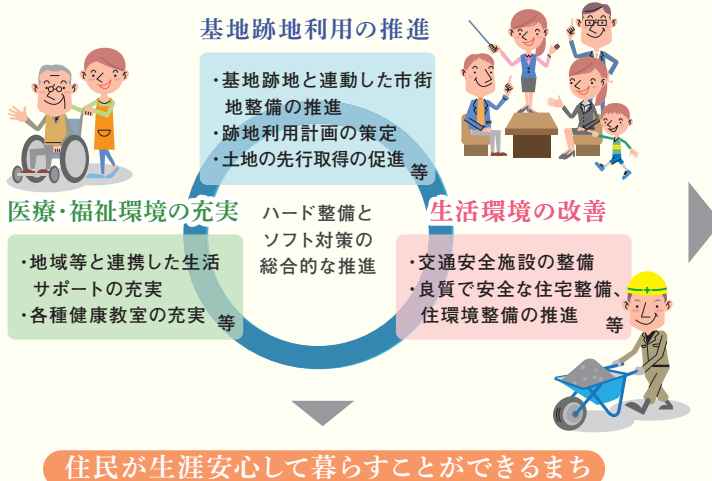 基地跡地利用の推進
・基地跡地と連動した市街
地整備の推進
・跡地利用計画の策定
・土地の先行取得の促進
等
医療・福祉環境の充実
・地域等と連携した生活
サポートの充実
・各種健康教室の充実
等
ハード整備と
ソフト対策の
総合的な推進
生活環境の改善
・交通安全施設の整備
・良質で安全な住宅整備、
住環境整備の推進
等
住民が生涯安心して暮らすことができるまち